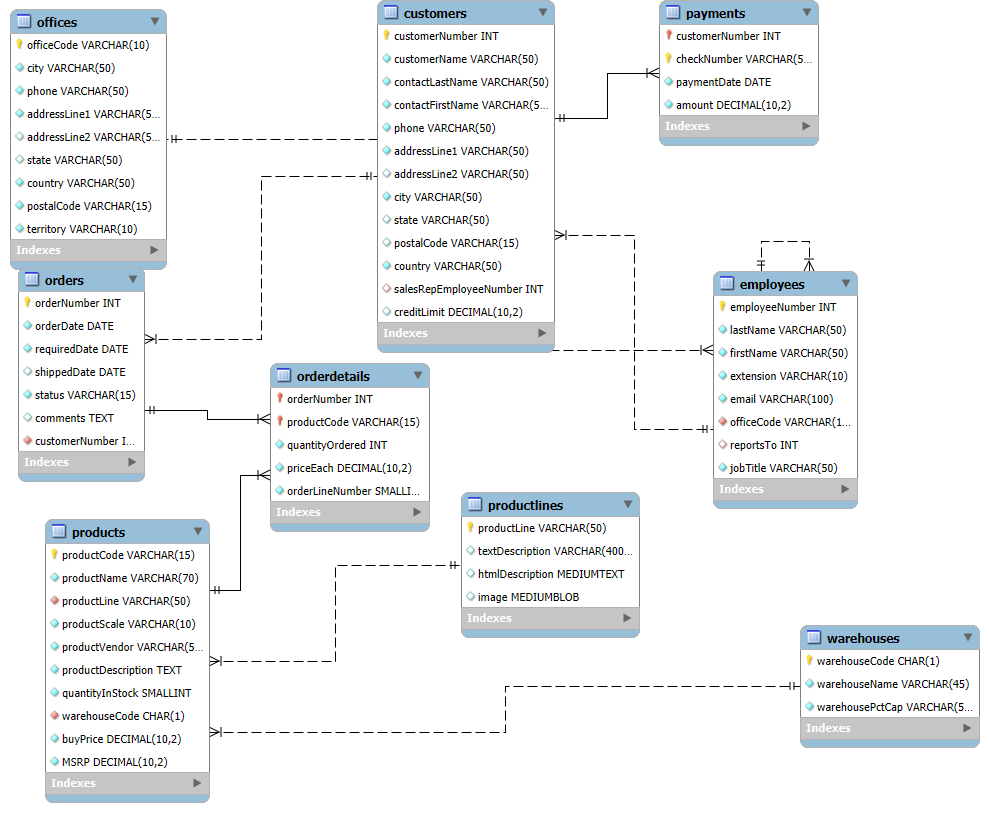 offices
officeCode VARCHAR(10)
city VARCHAR(50)
phone VARCHAR(50)
addressLine1 VARCHAR(5...
addressLine2 VARCHAR(5...
state VARCHAR(50)
country VARCHAR(50)
postalCode VARCHAR(15)
territory VARCHAR(10)
Indexes
customers
customerNumber INT
customerName VARCHAR(50)
contactLastName VARCHAR(50)
contactFirstName VARCHAR(5...
phone VARCHAR(50)
addressLine1 VARCHAR(50)
addressLine2 VARCHAR(50)
city VARCHAR(50)
state VARCHAR(50)
postalCode VARCHAR(15)
country VARCHAR(50)
salesRepEmployeeNumber INT
creditLimit DECIMAL(10,2)
Indexes
payments
customerNumber INT
checkNumber VARCHAR(5...
paymentDate DATE
amount DECIMAL(10,2)
Indexes
orders
orderNumber INT
orderDate DATE
requiredDate DATE
shippedDate DATE
status VARCHAR(15)
comments TEXT
customerNumber I...
Indexes
employees
employeeNumber INT
lastName VARCHAR(50)
firstName VARCHAR(50)
extension VARCHAR(10)
email VARCHAR(100)
officeCode VARCHAR(1...
reportsTo INT
jobTitle VARCHAR(50)
Indexes
orderdetails
orderNumber INT
productCode VARCHAR(15)
quantityOrdered INT
priceEach DECIMAL(10,2)
orderLineNumber SMALLI...
Indexes
productlines
productLine VARCHAR(50)
textDescription VARCHAR(400...
htmlDescription MEDIUMTEXT
image MEDIUMBLOB
Indexes
products
productCode VARCHAR(15)
productName VARCHAR(70)
productLine VARCHAR(50)
productScale VARCHAR(10)
productVendor VARCHAR(5...
productDescription TEXT
quantityInStock SMALLINT
warehouseCode CHAR(1)
buyPrice DECIMAL(10,2)
MSRP DECIMAL(10,2)
Indexes
warehouses
warehouseCode CHAR(1)
warehouseName VARCHAR(45)
warehousePctCap VARCHAR(5...
Indexes